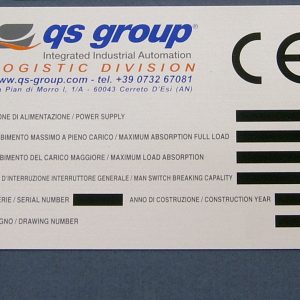 qs group
Integrated Industrial Automation
OGISTIC DIVISION
www.qs-group.com - tel. +39 0732 67081
a Pian di Morro I, 1/A - 60043 Cerreto D'Esi (AN)
CE
IONE DI ALIMENTAZIONE / POWER SUPPLY
BIMENTO MASSIMO A PIENO CARICO / MAXIMUM ABSORPTION FULL LOAD
BIMENTO DEL CARICO MAGGIORE / MAXIMUM LOAD ABSORPTION
E D'INTERRUZIONE INTERRUTTORE GENERALE / MAN SWITCH BREAKING CAPALITY
ERIE / SERIAL NUMBER ANNO DI COSTRUZIONE / CONSTRUCTION YEAR
EGNO / DRAWING NUMBER